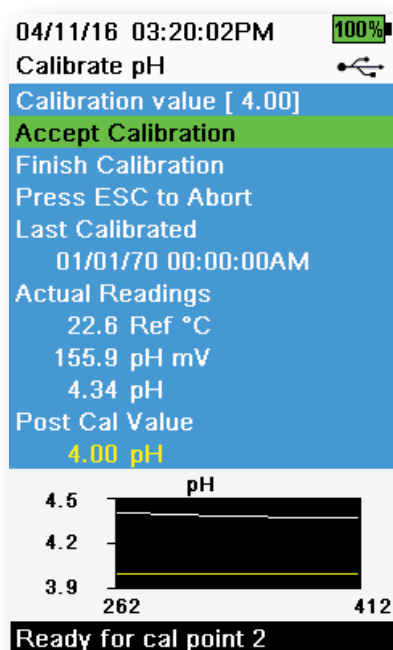 04/11/16 03:20:02PM 100%
Calibrate pH
Calibration value [ 4.00]
Accept Calibration
Finish Calibration
Press ESC to Abort
Last Calibrated
01/01/70 00:00:00AM
Actual Readings
22.6 Ref °C
155.9 pH mV
4.34 pH
Post Cal Value
4.00 pH
pH
4.5
4.2
3.9
262 412
Ready for cal point 2